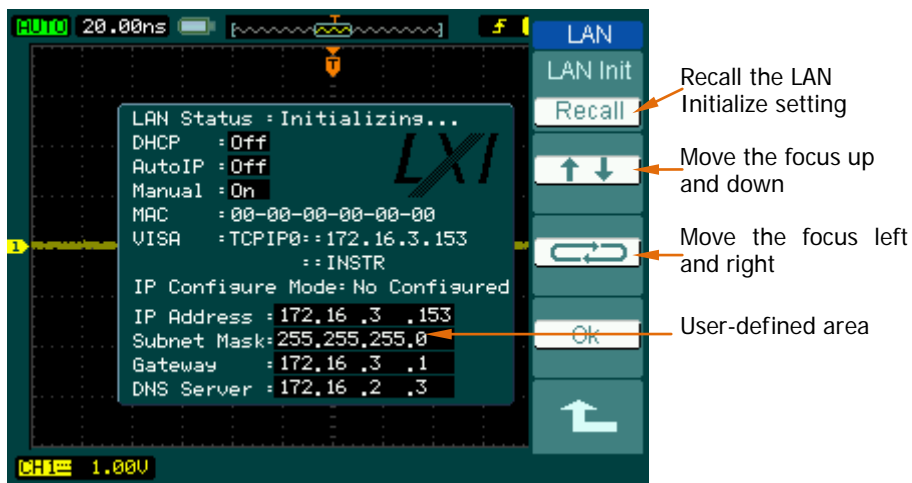 AUTO 20.00ns
T
LAN
T
LAN Init
Recall
Recall the LAN
Initialize setting
LAN Status :Initializing...
DHCP :Off
AutoIP :Off
Manual :On
LXI
MAC :00-00-00-00-00-00
VISA :TCPIP0::172.16.3.153
::INSTR
IP Configure Mode:No Configured
IP Address :172.16 .3 .153
Subnet Mask:255.255.255.0
Gateway :172.16 .3 .1
DNS Server :172.16 .2 .3
Move the focus up
and down
Move the focus left
and right
User-defined area
Ok
1
CH1 1.00V